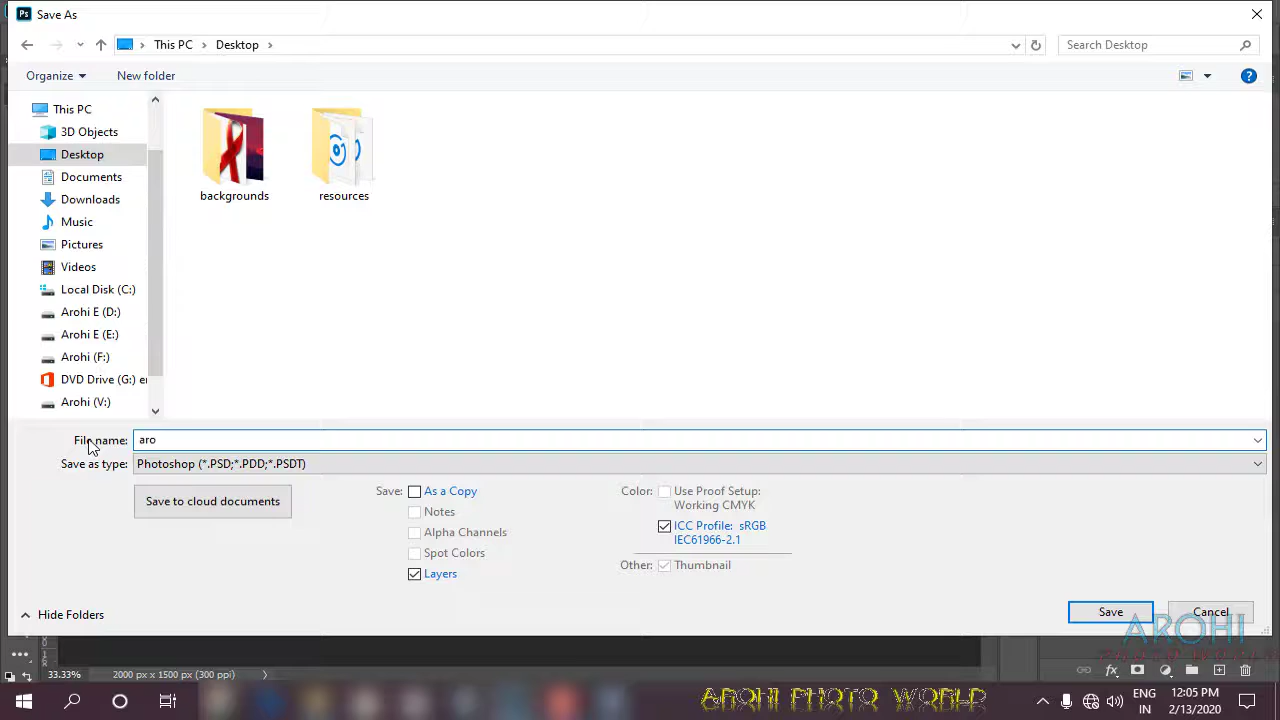 Ps Save As
This PC
Desktop
Search Desktop
Organize
New folder
This PC
3D Objects
Desktop
Documents
Downloads
Music
Pictures
Videos
Local Disk (C:)
Arohi E (D:)
Arohi E (E:)
Arohi (F:)
DVD Drive (G:) er
Arohi (V:)
backgrounds
resources
File name: aro
Save as type: Photoshop (*.PSD;*.PDD;*.PSDT)
Save to cloud documents
Save:
As a Copy
Notes
Alpha Channels
Spot Colors
Layers
Color:
Use Proof Setup:
Working CMYK
ICC Profile: sRGB
IEC61966-2.1
Other:
Thumbnail
Hide Folders
Save
Cancel
AROHI
33.33%
2000 px x 1500 px (300 ppi)
fx
AROHI PHOTO WORLD
ENG
IN
12:05 PM
2/13/2020